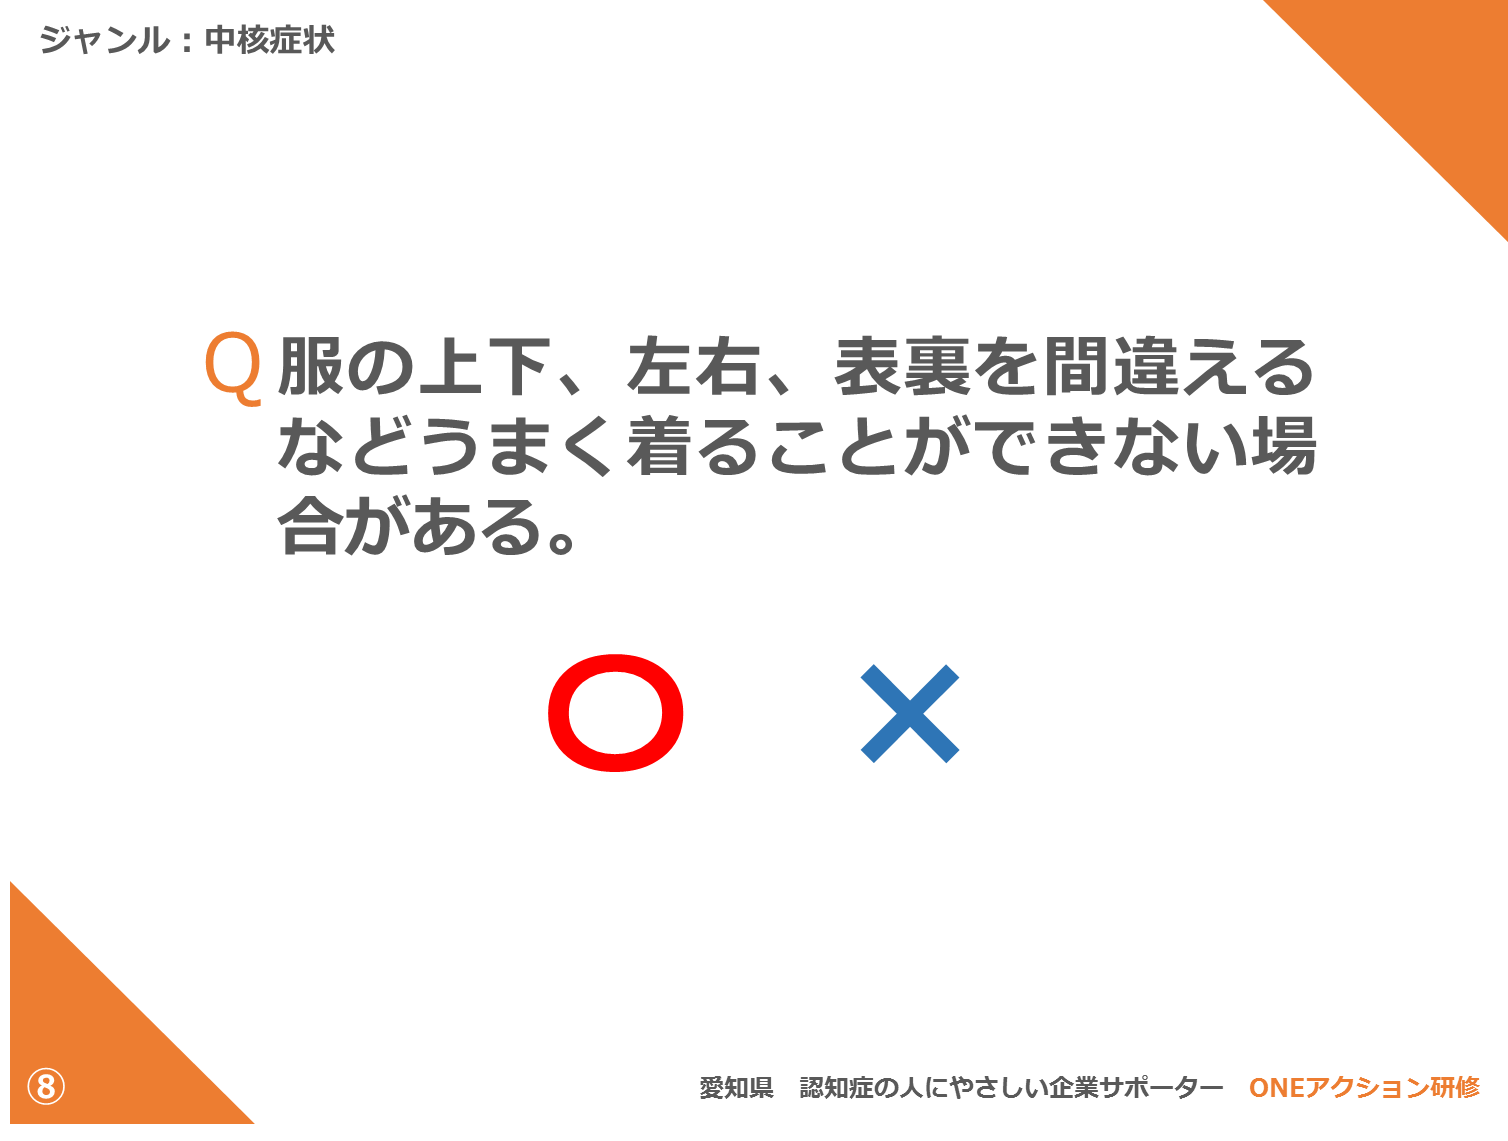 ジャンル：中核症状
Q 服の上下、左右、表裏を間違える
などうまく着ることができない場
合がある。
〇 ×
⑧
愛知県　認知症の人にやさしい企業サポーター　ONEアクション研修